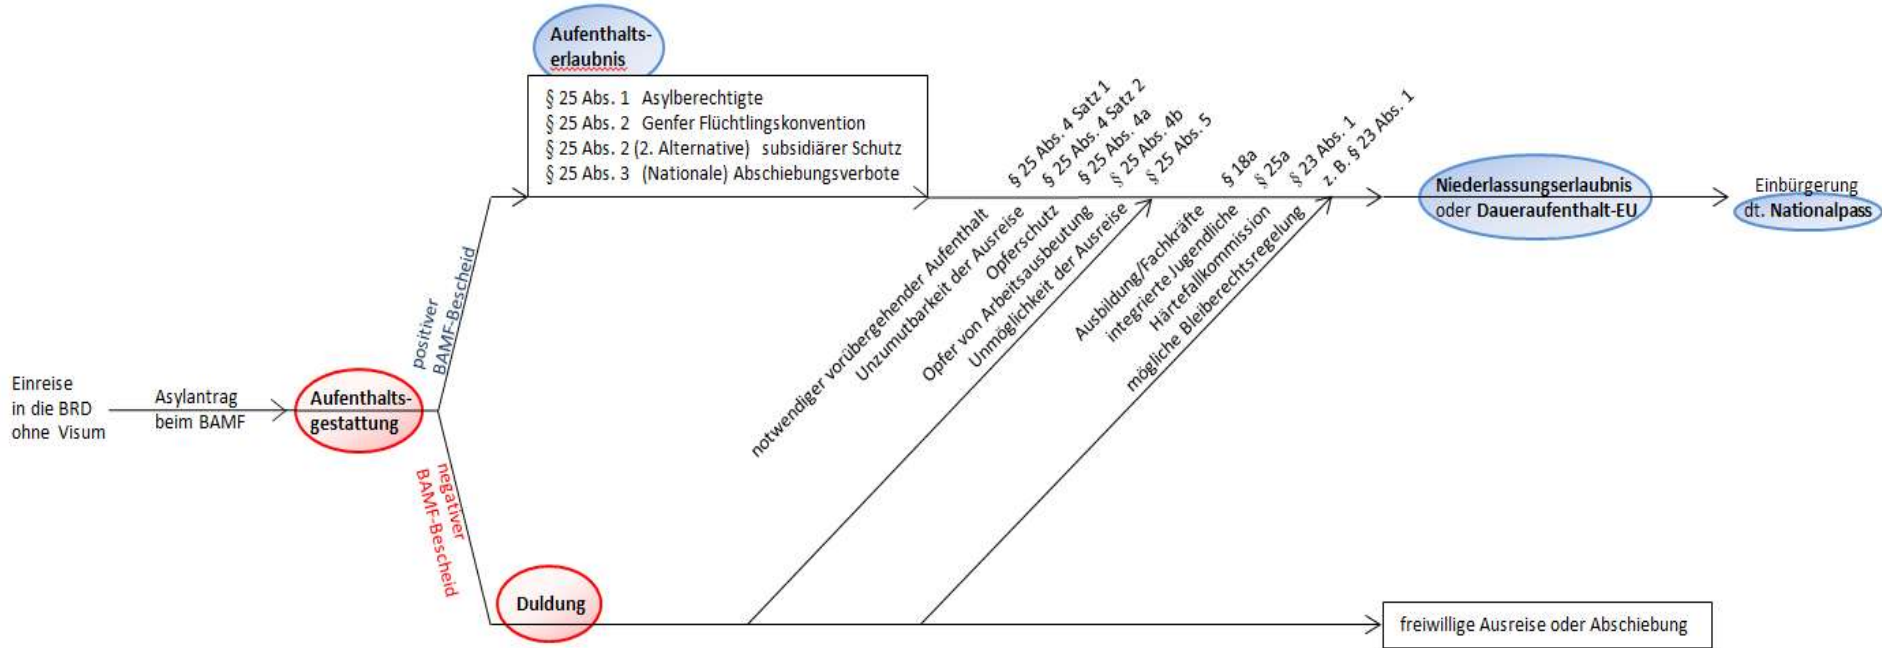 Einreise
in die BRD
ohne Visum
Asylantrag
beim BAMF
Aufenthalts-
gestattung
positiver
BAMF-Bescheid
negativer
BAMF-Bescheid
Aufenthalts-
erlaubnis
§ 25 Abs. 1 Asylberechtigte
§ 25 Abs. 2 Genfer Flüchtlingskonvention
§ 25 Abs. 2 (2. Alternative) subsidiärer Schutz
§ 25 Abs. 3 (Nationale) Abschiebungsverbote
§ 25 Abs. 4 Satz 1
§ 25 Abs. 4 Satz 2
§ 25 Abs. 4a
§ 25 Abs. 4b
§ 25 Abs. 5
§ 18a
§ 25a
§ 23 Abs. 1
z. B. § 23 Abs. 1
notwendiger vorübergehender Aufenthalt
Unzumutbarkeit der Ausreise
Opferschutz
Opfer von Arbeitsausbeutung
Unmöglichkeit der Ausreise
Ausbildung/Fachkräfte
integrierte Jugendliche
Härtefallkommission
mögliche Bleiberechtsregelung
Niederlassungserlaubnis
oder Daueraufenthalt-EU
Einbürgerung
dt. Nationalpass
Duldung
freiwillige Ausreise oder Abschiebung